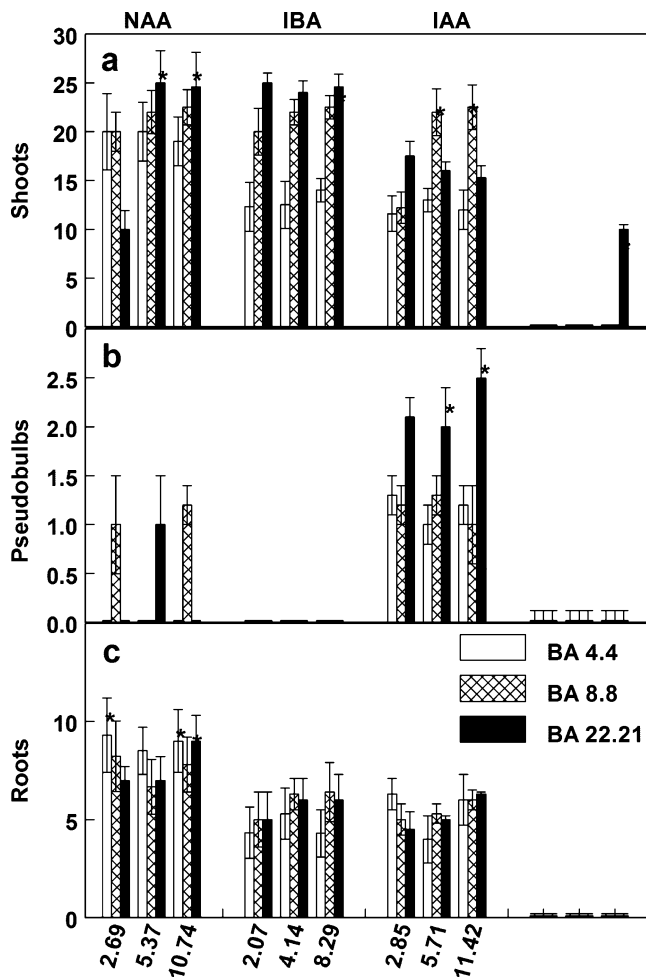 NAA IBA IAA
a
30
25
20
15
10
5
0
Shoots
* * * * *
b
2.5
2.0
1.5
1.0
0.5
0.0
Pseudobulbs
* *
c
BA 4.4
BA 8.8
BA 22.21
10
5
0
Roots
* * *
2.69 5.37 10.74 2.07 4.14 8.29 2.85 5.71 11.42